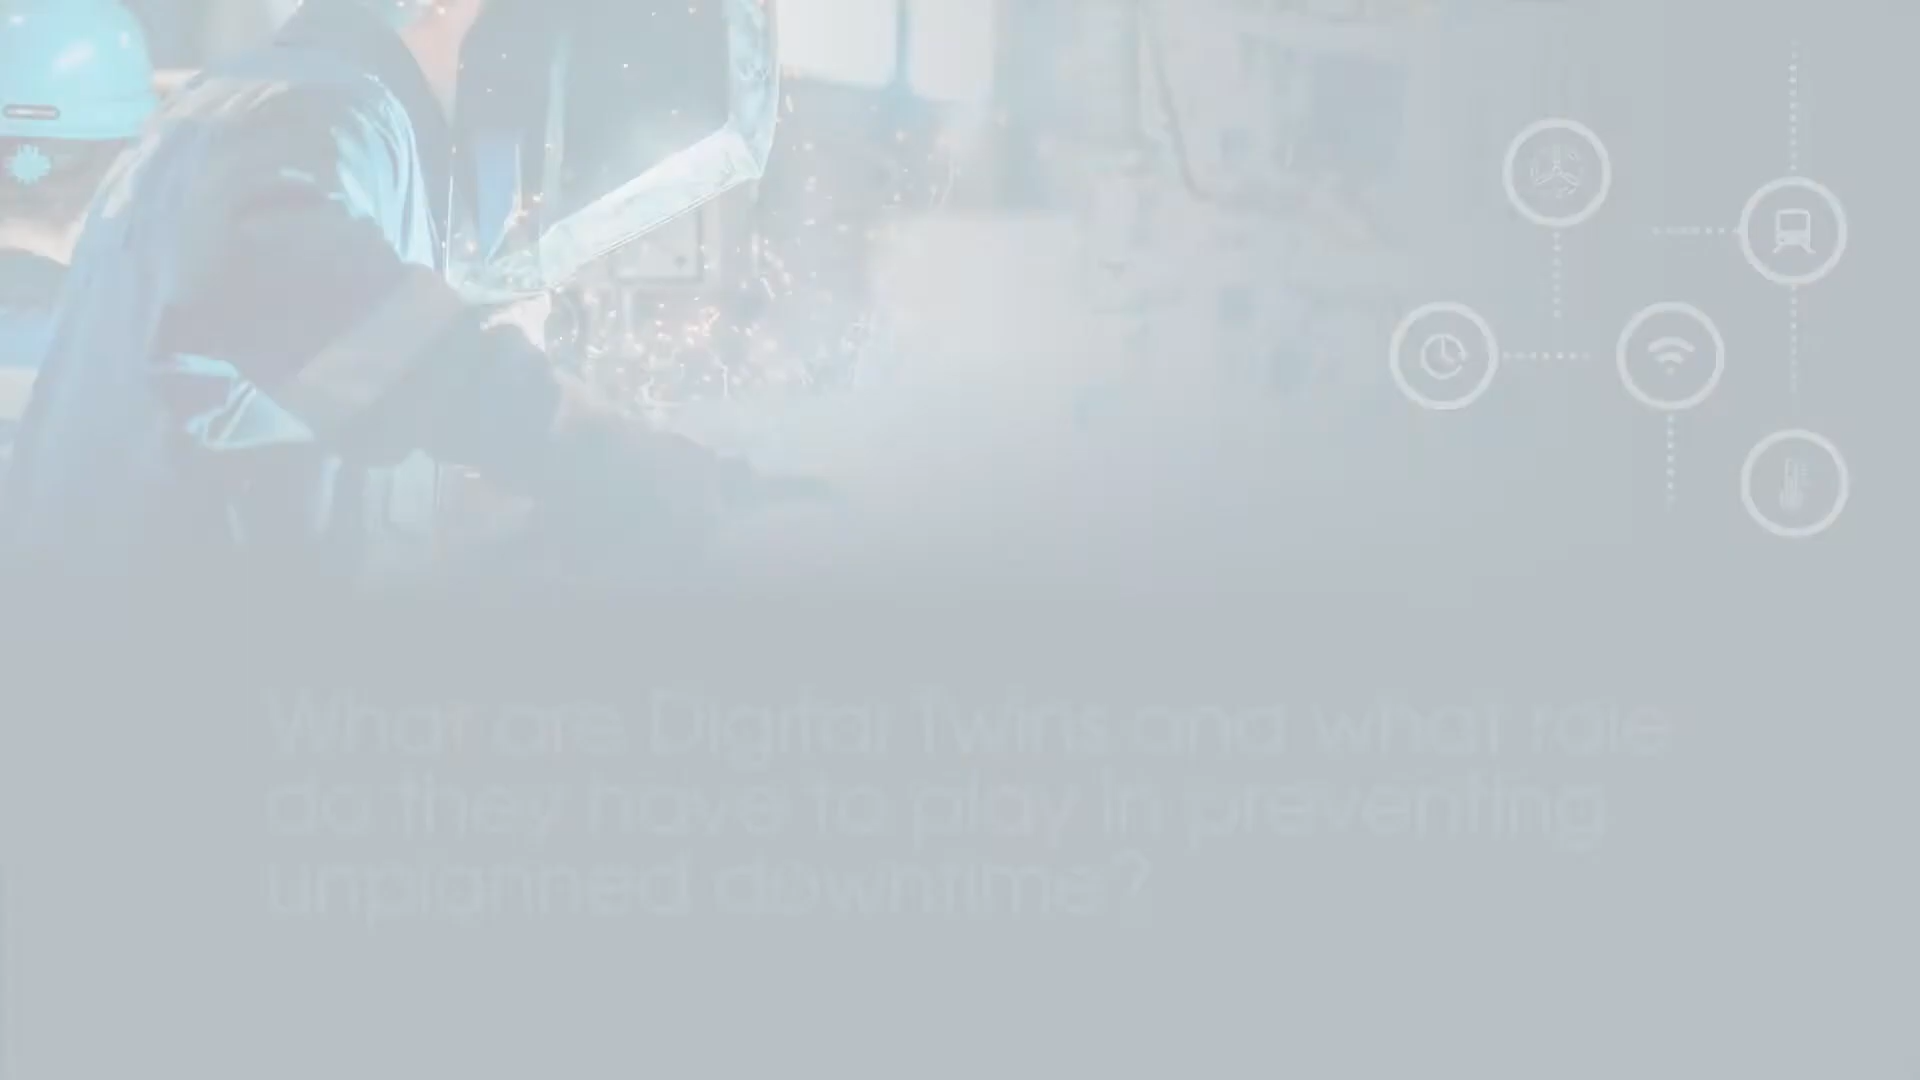 What are Digital Twins and what role
do they have to play in preventing
unplanned downtime?